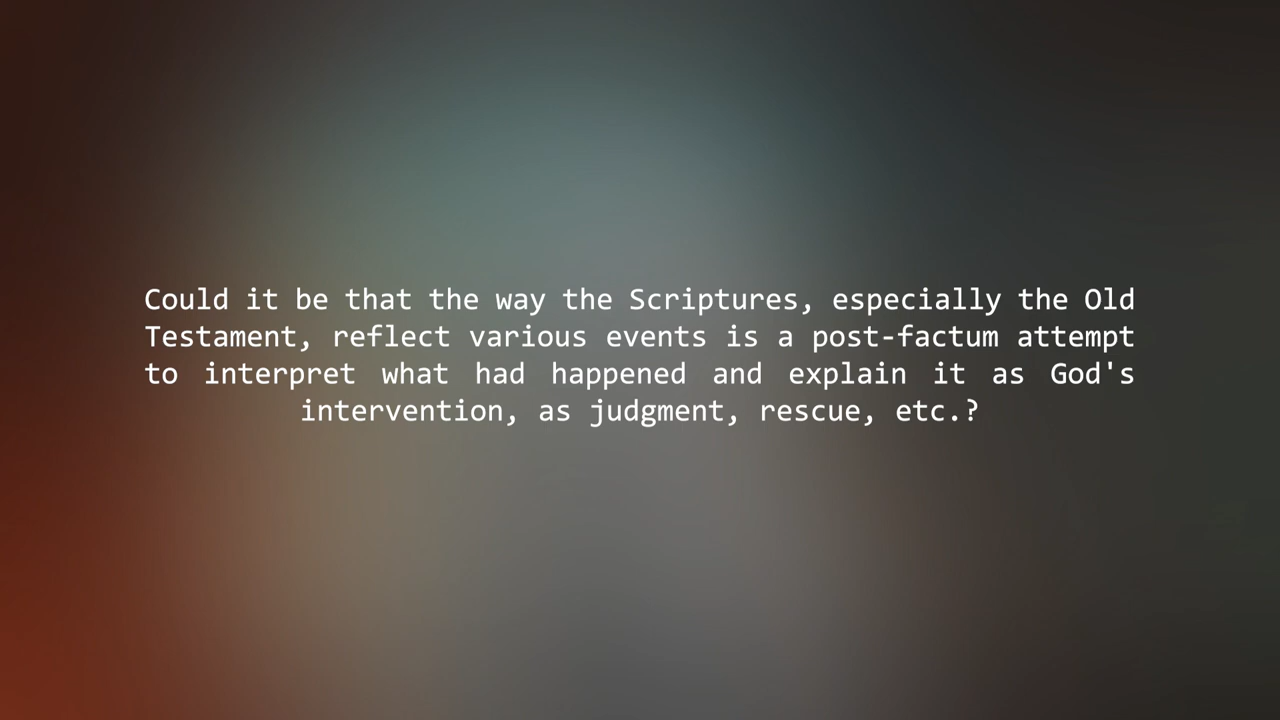 Could it be that the way the Scriptures, especially the Old
Testament, reflect various events is a post-factum attempt
to interpret what had happened and explain it as God's
intervention, as judgment, rescue, etc.?